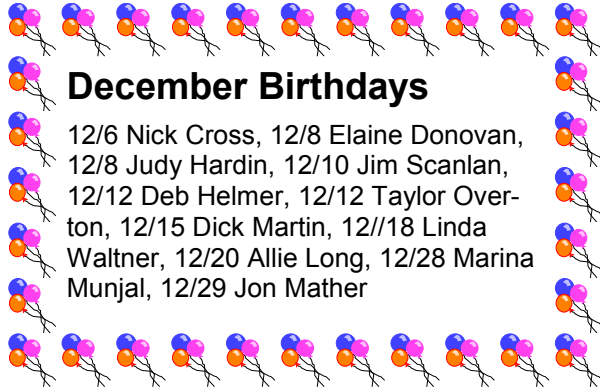 December Birthdays
12/6 Nick Cross, 12/8 Elaine Donovan,
12/8 Judy Hardin, 12/10 Jim Scanlan,
12/12 Deb Helmer, 12/12 Taylor Over-
ton, 12/15 Dick Martin, 12//18 Linda
Waltner, 12/20 Allie Long, 12/28 Marina
Munjal, 12/29 Jon Mather